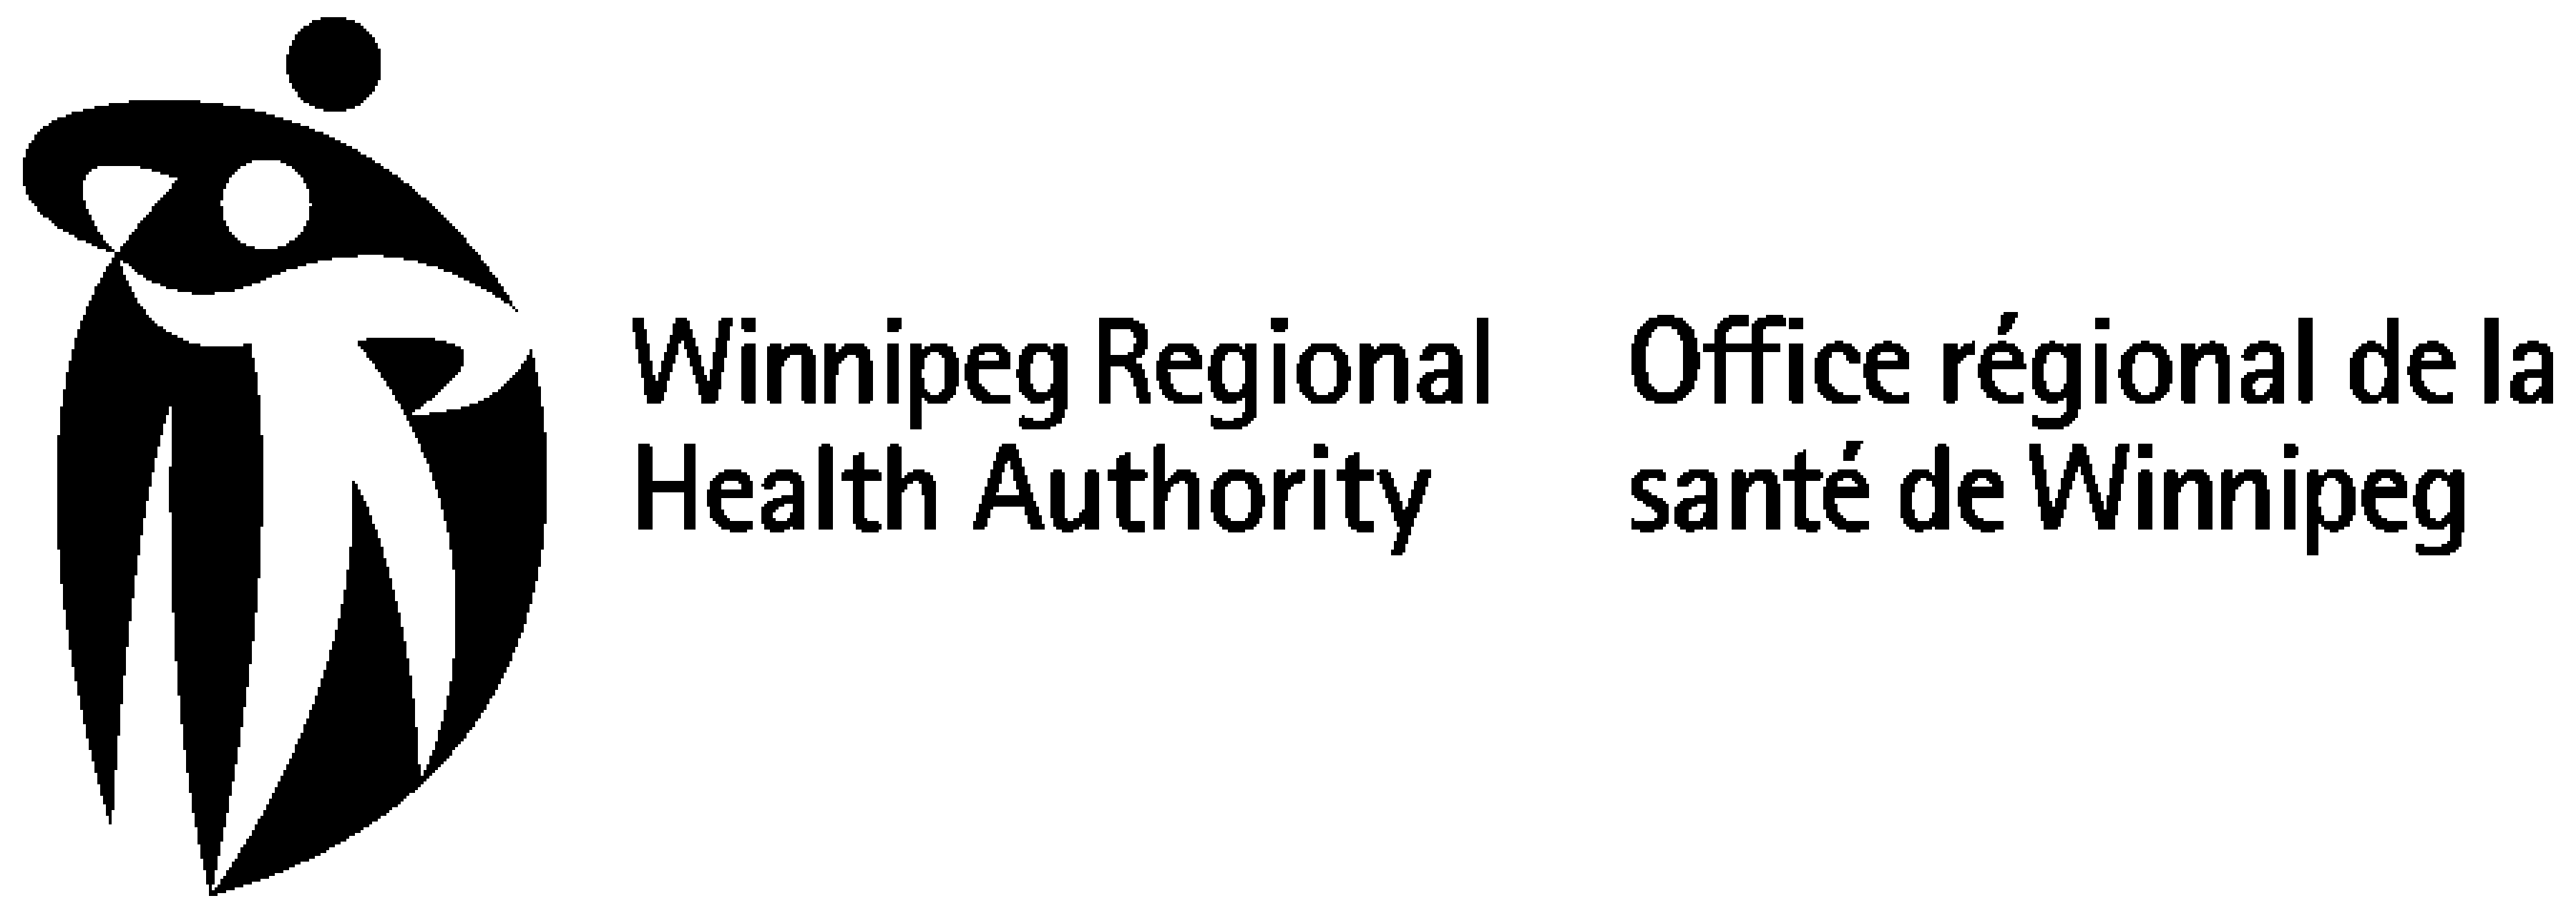 Winnipeg Regional
Health Authority
Office régional de la
santé de Winnipeg